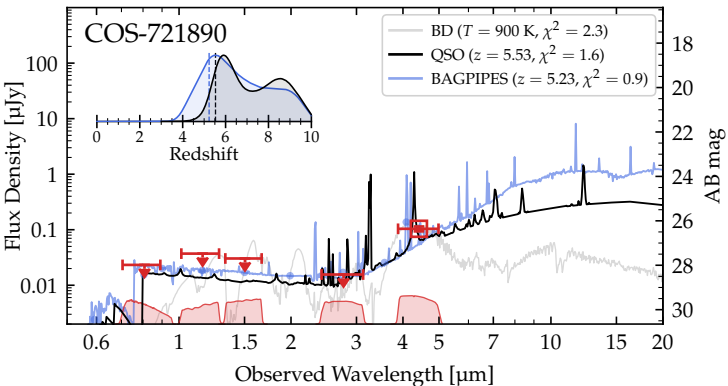 COS-721890
BD (T = 900 K, χ² = 2.3)
QSO (z = 5.53, χ² = 1.6)
BAGPIPES (z = 5.23, χ² = 0.9)
0 2 4 6 8 10
Redshift
100
10
1
0.1
0.01
Flux Density [μJy]
18
20
22
24
26
28
30
AB mag
0.6 1 1.5 2 3 4 5 10 15 20
Observed Wavelength [μm]